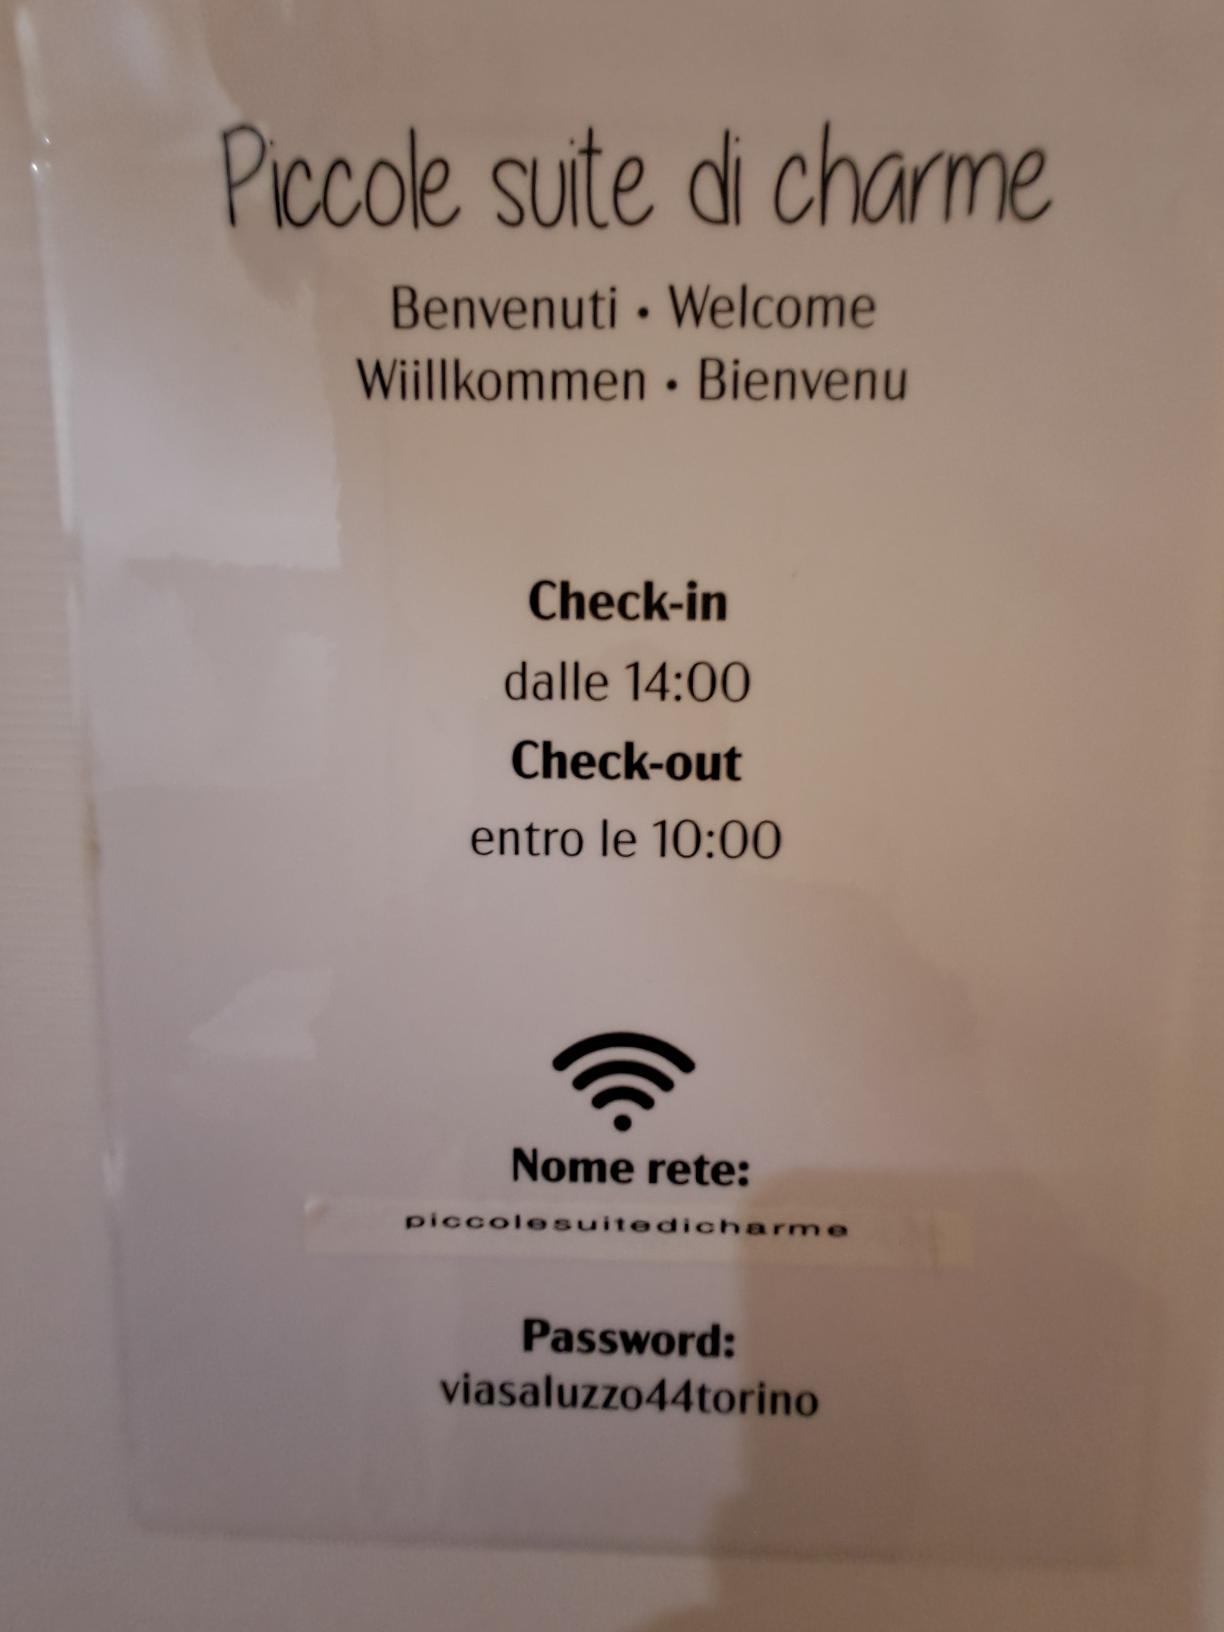 Piccole suite di charme
Benvenuti • Welcome
Wiillkommen • Bienvenu
Check-in
dalle 14:00
Check-out
entro le 10:00
Nome rete:
piccolesuitedicharme
Password:
viasaluzzo44torino